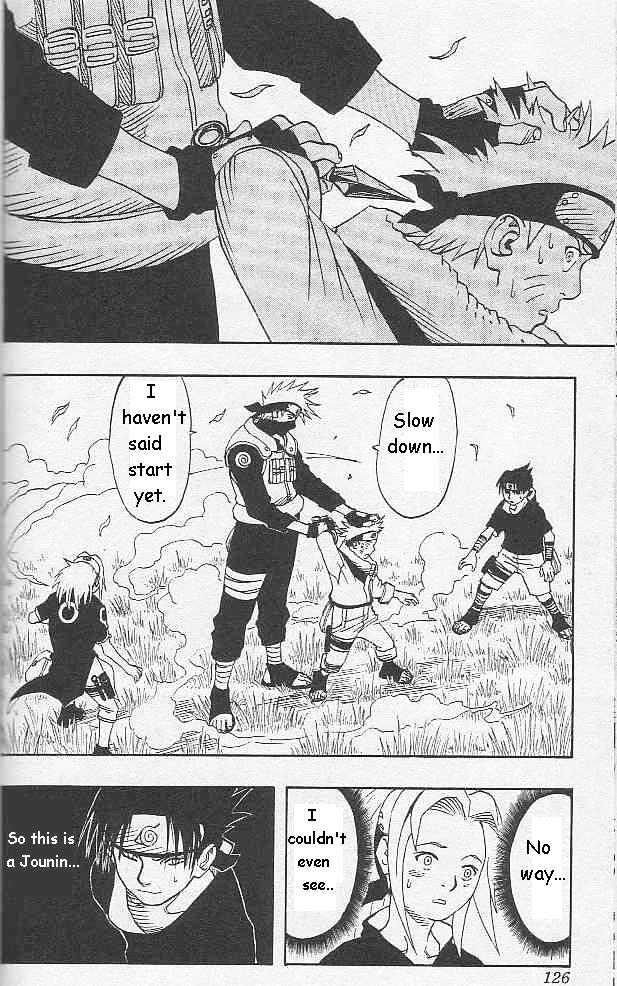 Slow
down...
I
haven't
said
start
yet.
No
way...
I
couldn't
even
see..
So this is
a Jounin...
126